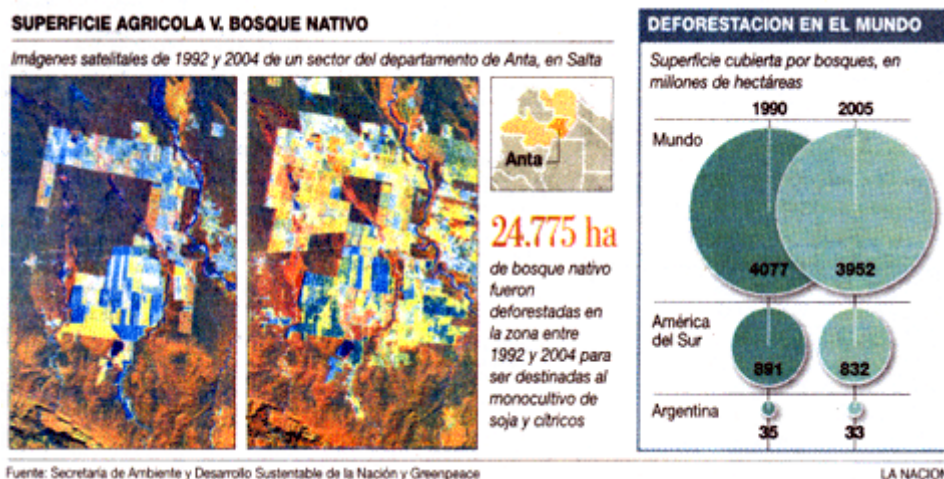 SUPERFICIE AGRICOLA V. BOSQUE NATIVO
Imágenes satelitales de 1992 y 2004 de un sector del departamento de Anta, en Salta
Anta
24.775 ha
de bosque nativo
fueron
deforestadas en
la zona entre
1992 y 2004 para
ser destinadas al
monocultivo de
soja y cítricos
DEFORESTACION EN EL MUNDO
Superficie cubierta por bosques, en
millones de hectáreas
1990 2005
Mundo
4077 3952
América
del Sur
891 832
Argentina
35 33
Fuente: Secretaría de Ambiente y Desarrollo Sustentable de la Nación y Greenpeace
LA NACION